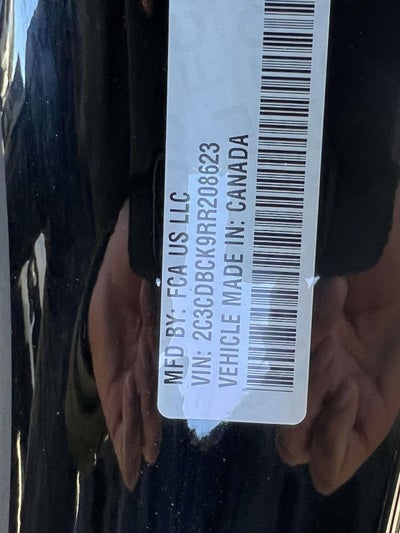 MFD BY: FCA US LLC
VIN: 2C3CDBCK9RR208623
VEHICLE MADE IN: CANADA